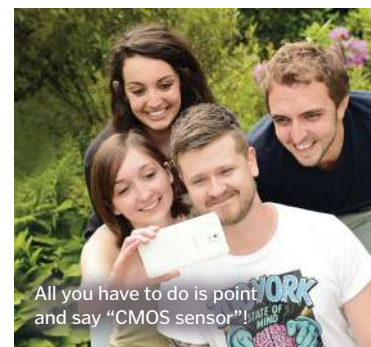 All you have to do is point
and say “CMOS sensor”!
YORK
STATE OF
MIND